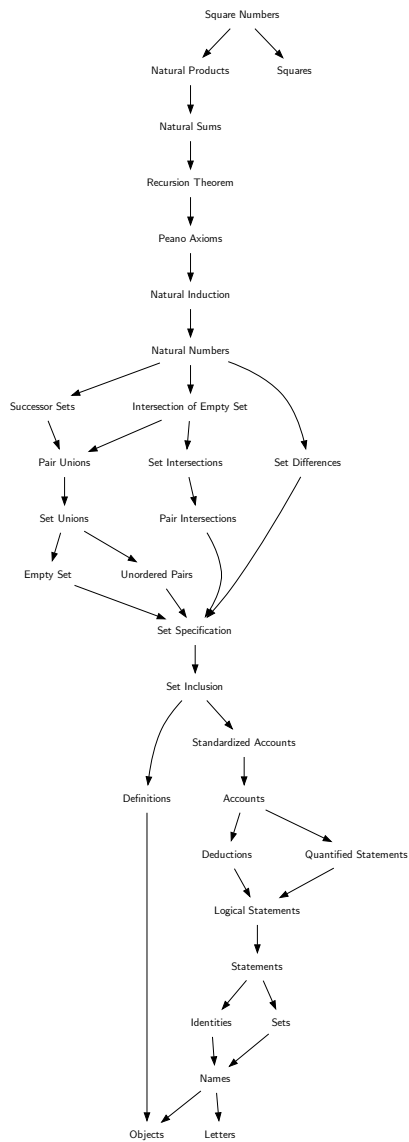 Square Numbers
Natural Products
Squares
Natural Sums
Recursion Theorem
Peano Axioms
Natural Induction
Natural Numbers
Successor Sets
Intersection of Empty Set
Pair Unions
Set Intersections
Set Differences
Set Unions
Pair Intersections
Empty Set
Unordered Pairs
Set Specification
Set Inclusion
Standardized Accounts
Definitions
Accounts
Deductions
Quantified Statements
Logical Statements
Statements
Identities
Sets
Names
Objects
Letters